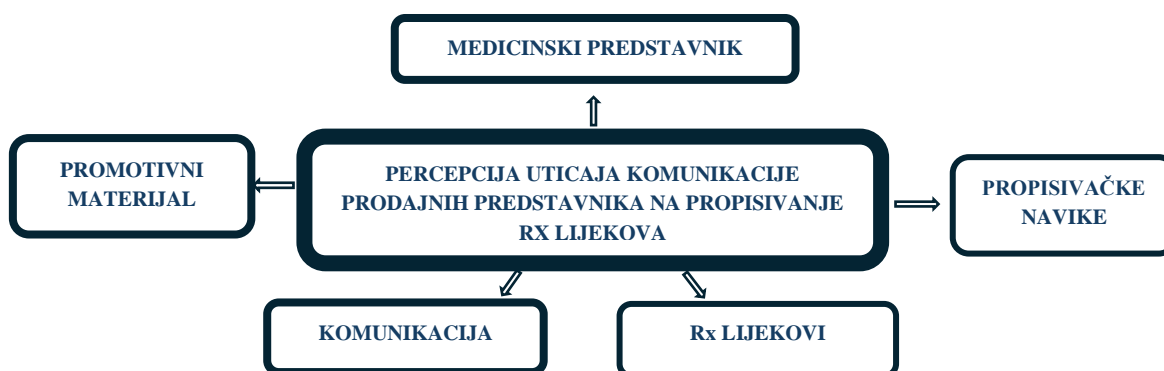 MEDICINSKI PREDSTAVNIK
PROMOTIVNI
MATERIJAL
PERCEPCIJA UTICAJA KOMUNIKACIJE
PRODAJNIH PREDSTAVNIKA NA PROPISIVANJE
RX LIJEKOVA
PROPISIVAČKE
NAVIKE
KOMUNIKACIJA
Rx LIJEKOVI